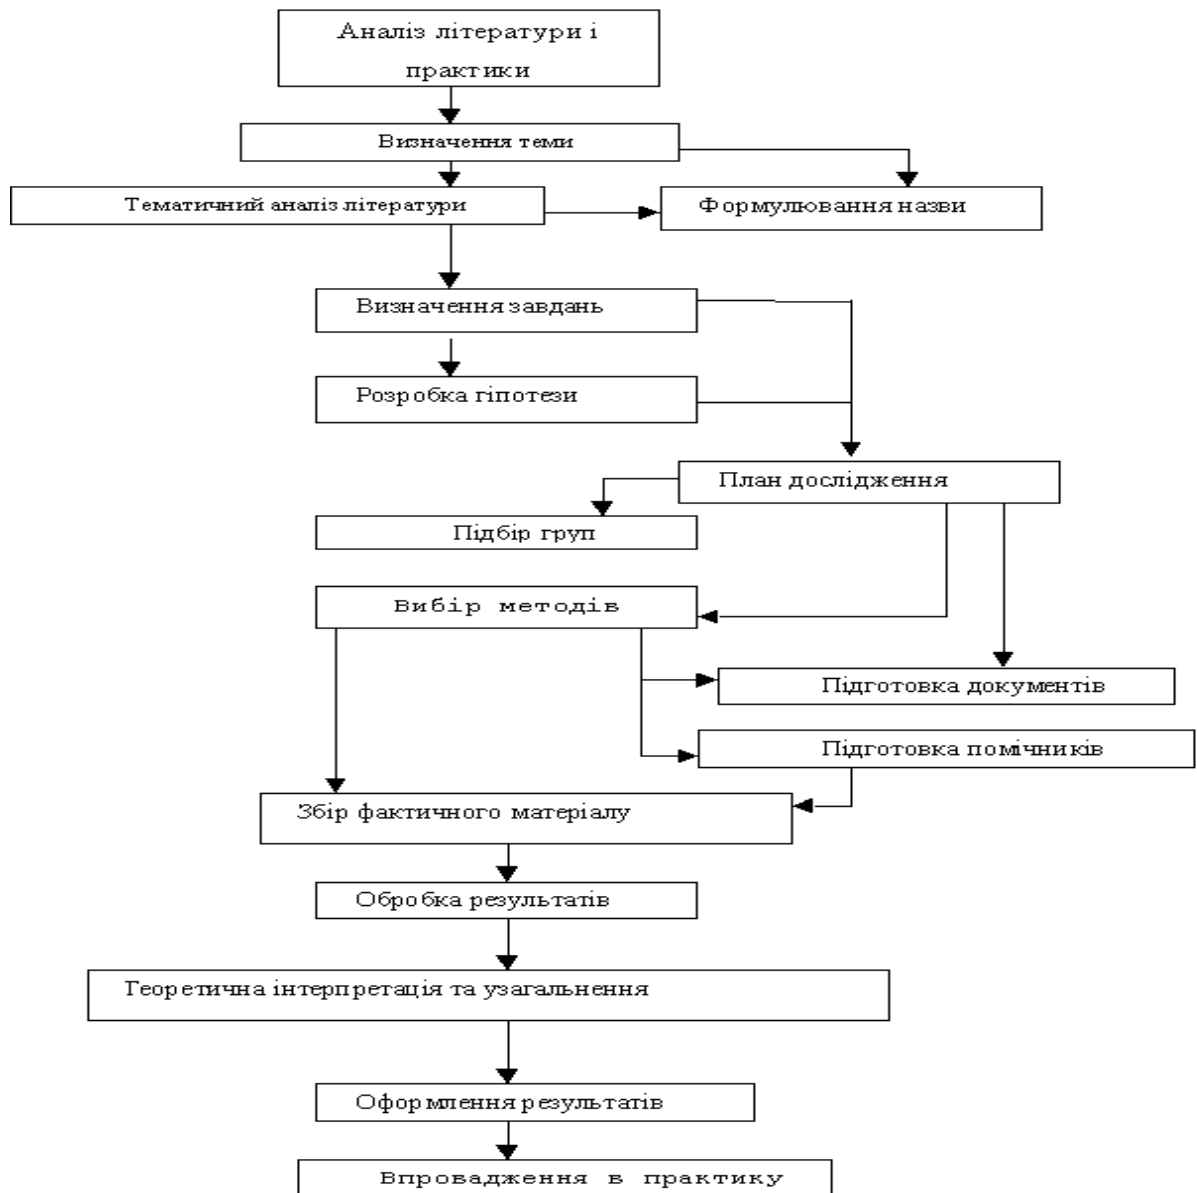 Аналіз літератури і
практики
Визначення теми
Тематичний аналіз літератури
Формулювання назви
Визначення завдань
Розробка гіпотези
План дослідження
Підбір груп
Вибір методів
Підготовка документів
Підготовка помічників
Збір фактичного матеріалу
Обробка результатів
Теоретична інтерпретація та узагальнення
Оформлення результатів
Впровадження в практику